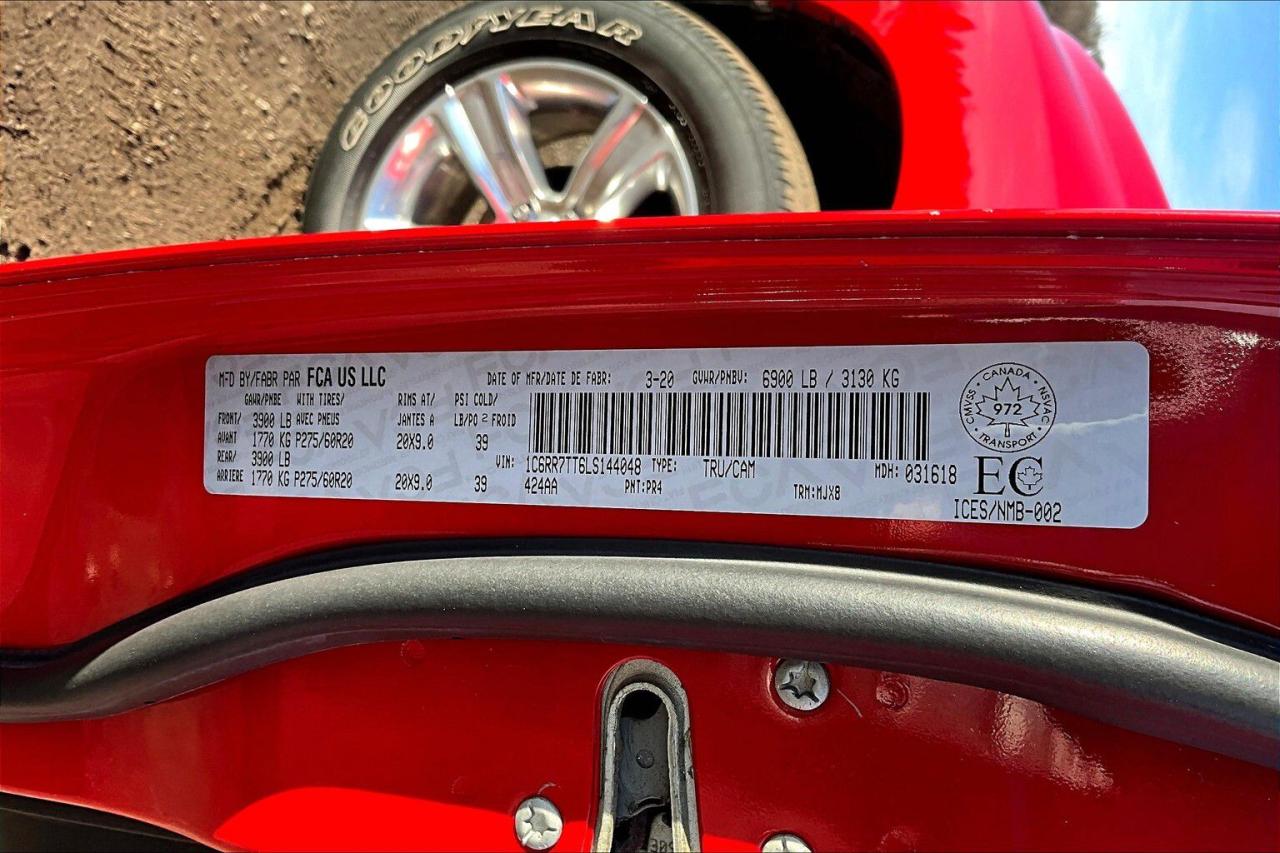 GOODYEAR
MFD BY/FABR PAR FCA US LLC DATE OF MFR/DATE DE FABR: 3-20 GVWR/PNBV: 6900 LB / 3130 KG
GAWR/PNBE WITH TIRES/ RIMS AT/ PSI COLD/
FRONT/ 3900 LB AVEC PNEUS JANTES A LB/PO² FROID
AVANT 1770 KG P275/60R20 20X9.0 39
REAR/ 3900 LB
ARRIERE 1770 KG P275/60R20 20X9.0 39
VIN: 1C6RR7TT6LS144048 TYPE: TRU/CAM MDH: 031618
424AA PNT:PR4 TRM:MJX8
CANADA
CMVSS 972 NSVAC
TRANSPORT
EC
ICES/NMB-002